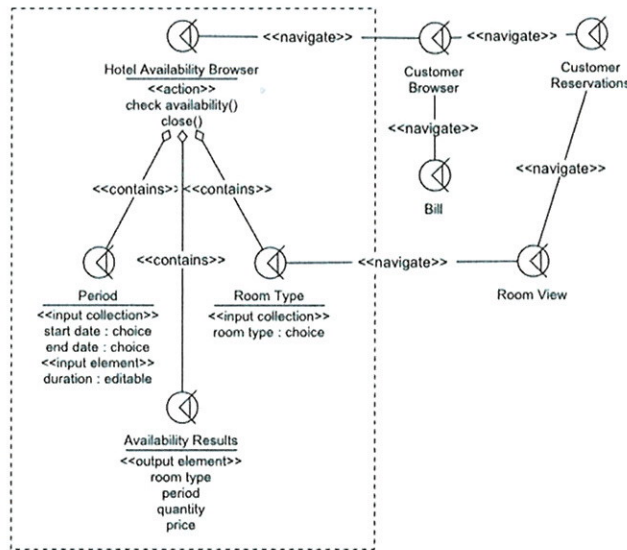 <<navigate>>
<<navigate>>
Hotel Availability Browser
<<action>>
check availability()
close()
Customer
Browser
Customer
Reservations
<<navigate>>
<<navigate>>
Bill
<<contains>>
<<contains>>
<<contains>>
<<navigate>>
Period
<<input collection>>
start date : choice
end date : choice
<<input element>>
duration : editable
Room Type
<<input collection>>
room type : choice
Room View
Availability Results
<<output element>>
room type
period
quantity
price